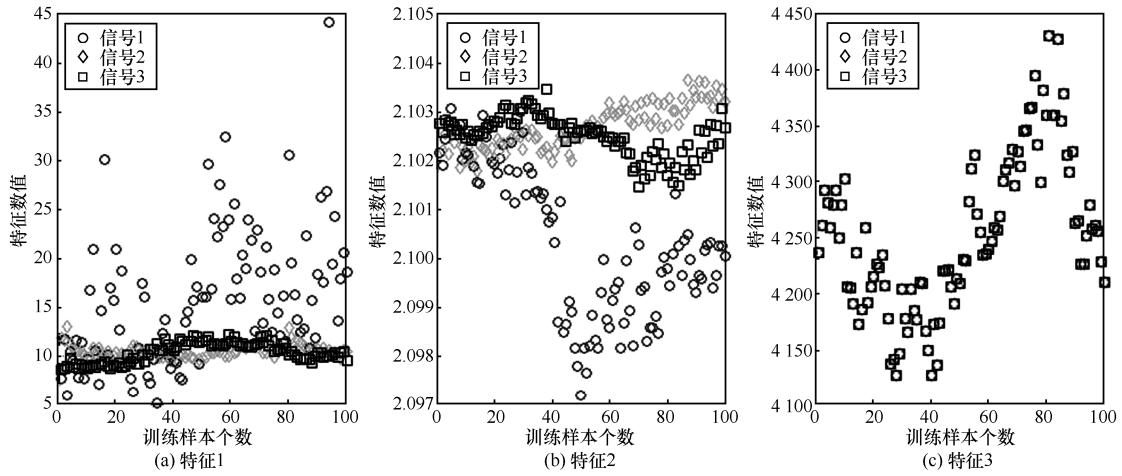 45
40
35
30
25
20
15
10
5
信号1
信号2
信号3
特征数值
0
20
40
60
80
100
训练样本个数
(a) 特征1
2.105
2.104
2.103
2.102
2.101
2.100
2.099
2.098
2.097
信号1
信号2
信号3
特征数值
0
20
40
60
80
100
训练样本个数
(b) 特征2
4 450
4 400
4 350
4 300
4 250
4 200
4 150
4 100
信号1
信号2
信号3
特征数值
0
20
40
60
80
100
训练样本个数
(c) 特征3